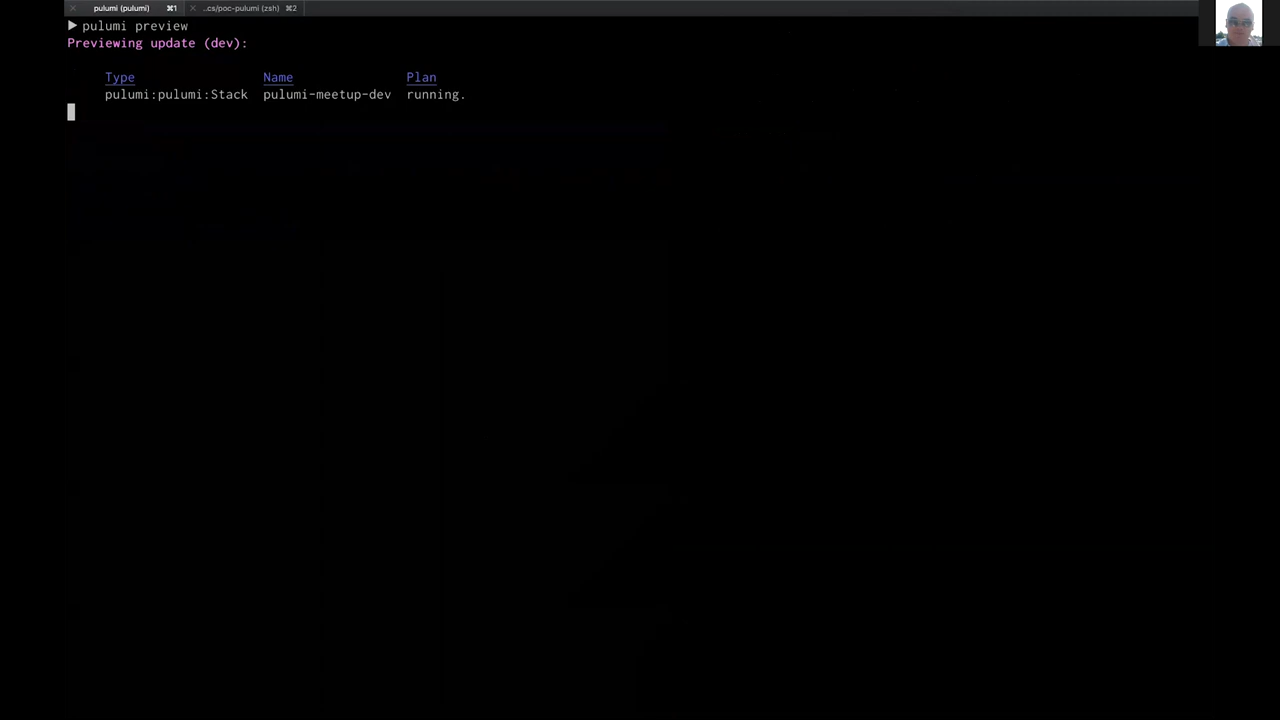 pulumi (pulumi) ⌘1 ..cs/poc-pulumi (zsh) ⌘2
▶ pulumi preview
Previewing update (dev):
Type Name Plan
pulumi:pulumi:Stack pulumi-meetup-dev running.